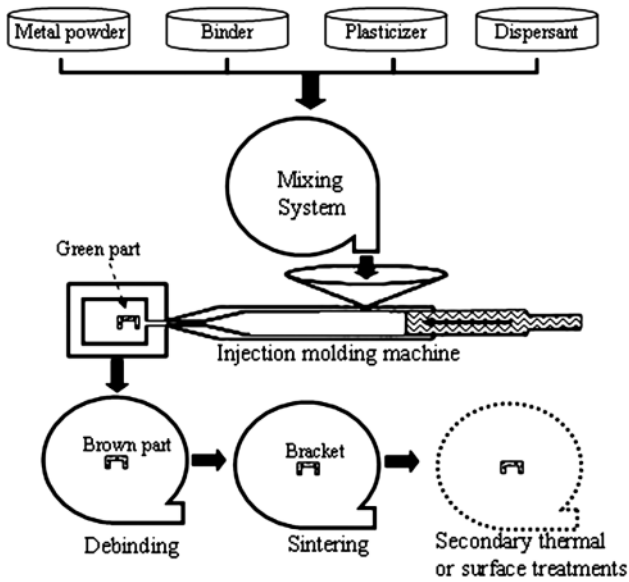 Metal powder
Binder
Plasticizer
Dispersant
Mixing
System
Green part
Injection molding machine
Brown part
Debinding
Bracket
Sintering
Secondary thermal
or surface treatments